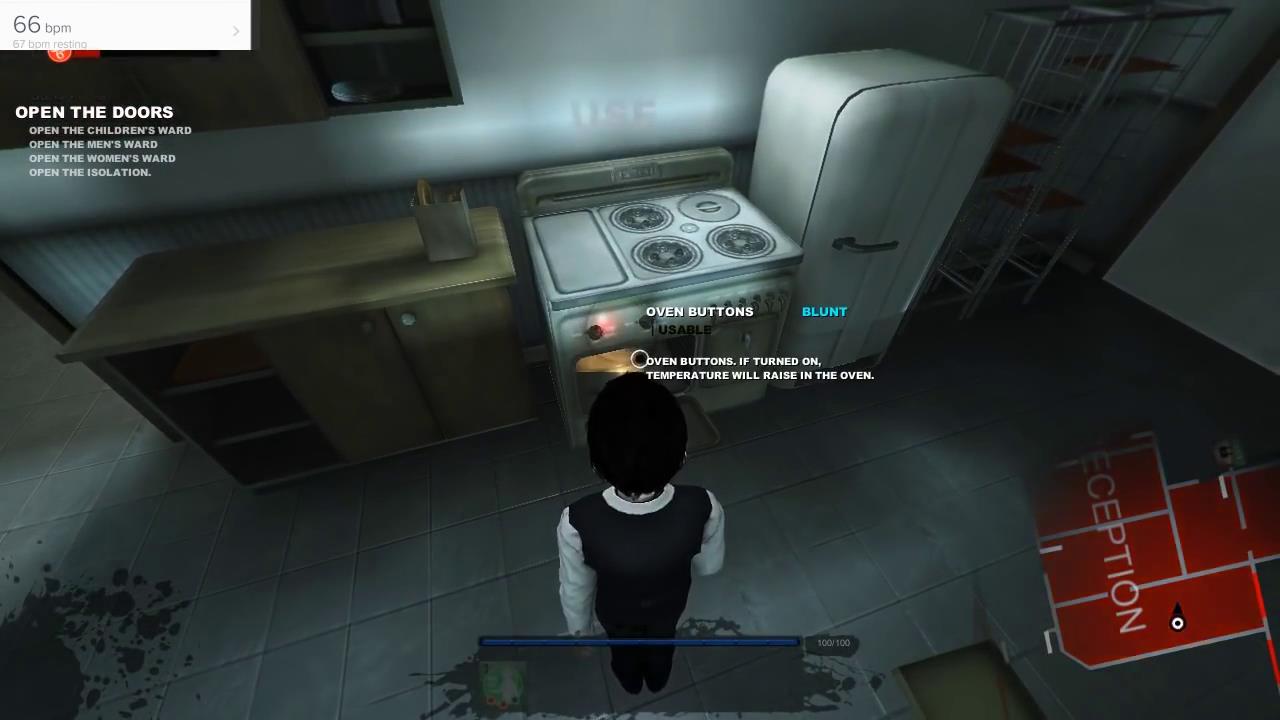 66 bpm
67 bpm resting
OPEN THE DOORS
OPEN THE CHILDREN'S WARD
OPEN THE MEN'S WARD
OPEN THE WOMEN'S WARD
OPEN THE ISOLATION.
USE
OVEN BUTTONS BLUNT
| USABLE
OVEN BUTTONS. IF TURNED ON,
TEMPERATURE WILL RAISE IN THE OVEN.
ECEPTION
100/100